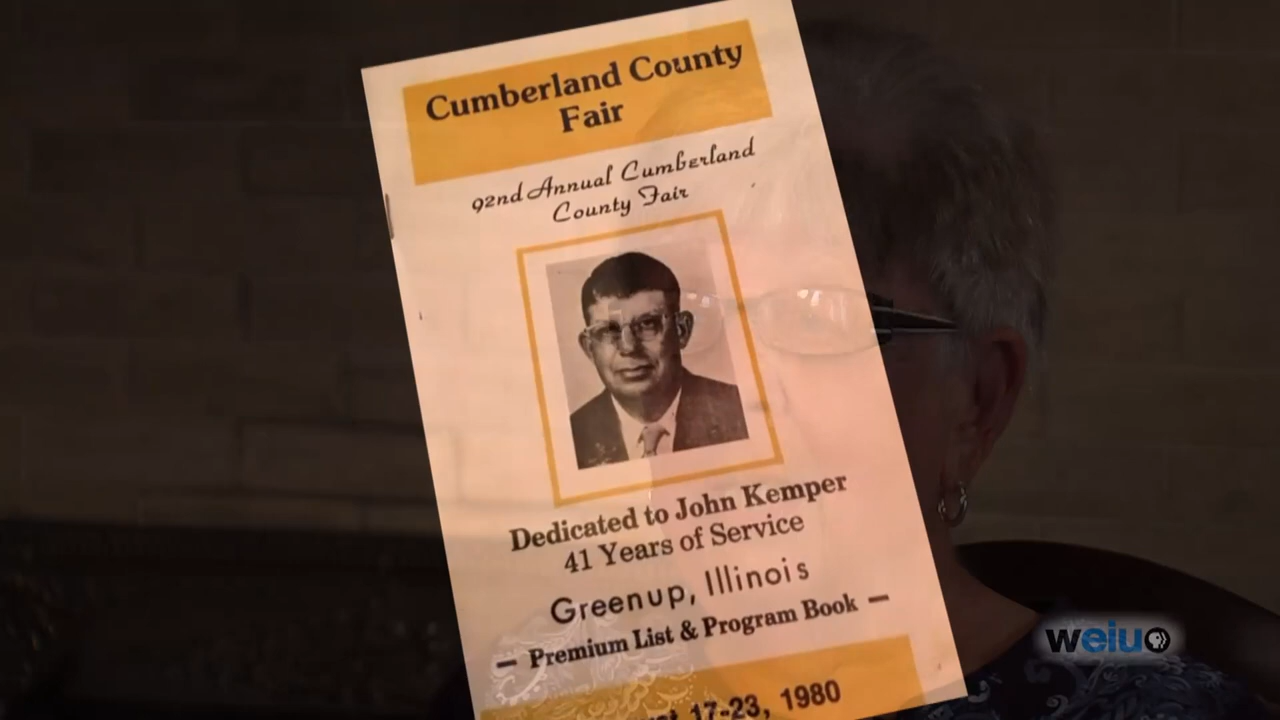 Cumberland County
Fair
92nd Annual Cumberland
County Fair
Dedicated to John Kemper
41 Years of Service
Greenup, Illinois
— Premium List & Program Book —
17-23, 1980
weiu